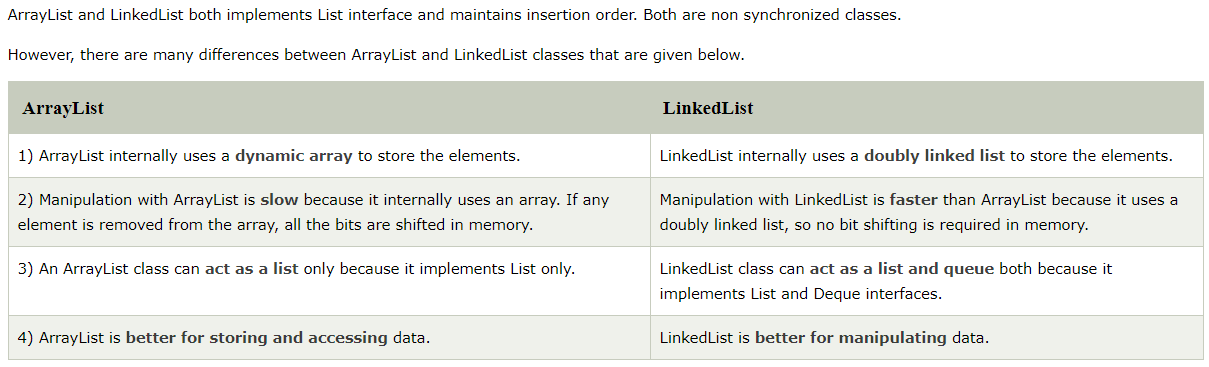 ArrayList and LinkedList both implements List interface and maintains insertion order. Both are non synchronized classes.
However, there are many differences between ArrayList and LinkedList classes that are given below.
ArrayList
LinkedList
1) ArrayList internally uses a dynamic array to store the elements.
LinkedList internally uses a doubly linked list to store the elements.
2) Manipulation with ArrayList is slow because it internally uses an array. If any
element is removed from the array, all the bits are shifted in memory.
Manipulation with LinkedList is faster than ArrayList because it uses a
doubly linked list, so no bit shifting is required in memory.
3) An ArrayList class can act as a list only because it implements List only.
LinkedList class can act as a list and queue both because it
implements List and Deque interfaces.
4) ArrayList is better for storing and accessing data.
LinkedList is better for manipulating data.